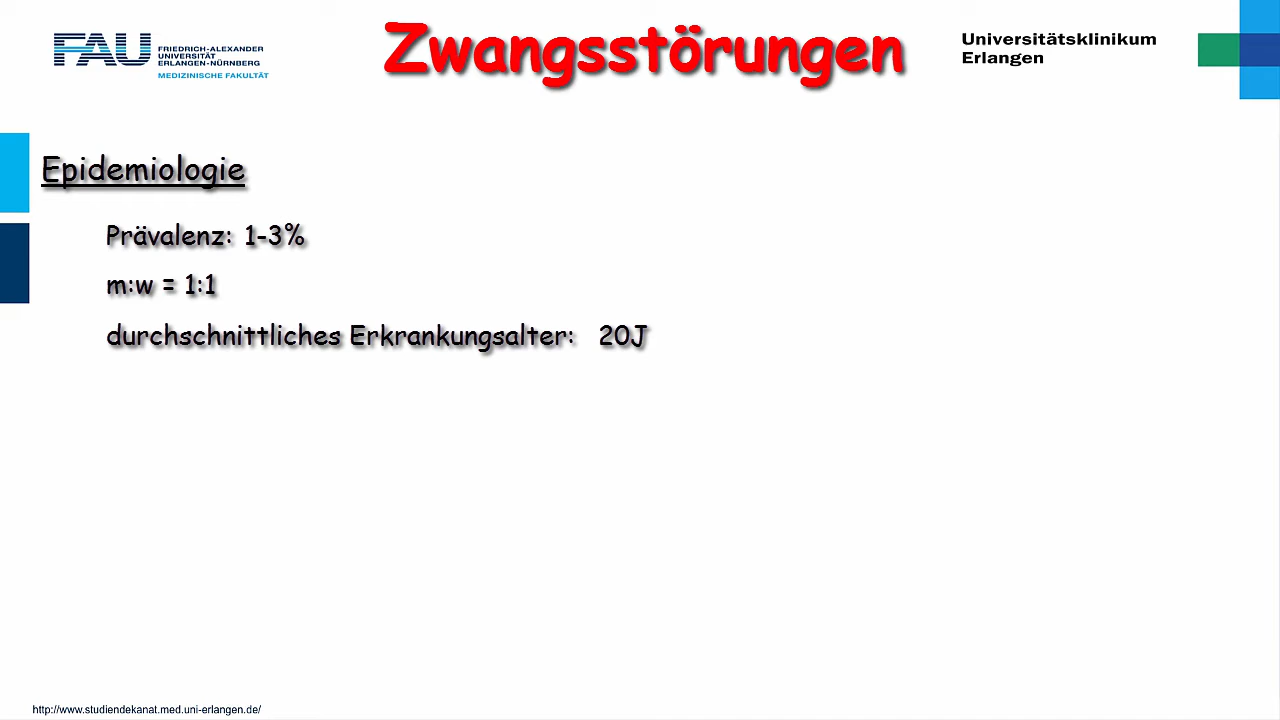 FAU
FRIEDRICH-ALEXANDER
UNIVERSITÄT
ERLANGEN-NÜRNBERG
MEDIZINISCHE FAKULTÄT
Zwangsstörungen
Universitätsklinikum
Erlangen
Epidemiologie
Prävalenz: 1-3%
m:w = 1:1
durchschnittliches Erkrankungsalter: 20J
http://www.studiendekanat.med.uni-erlangen.de/